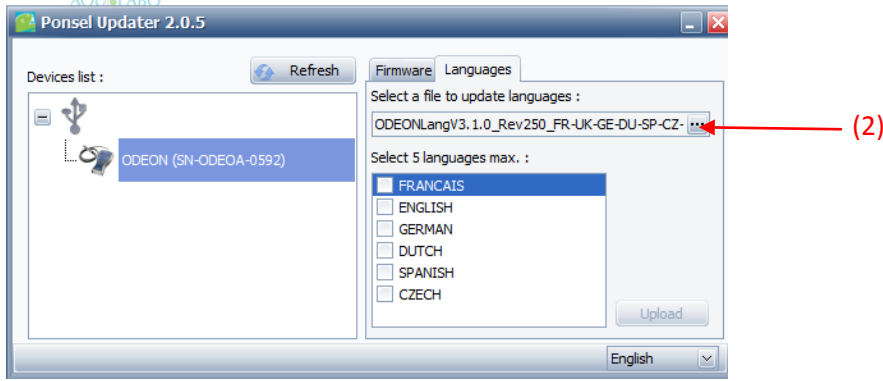 AQUALABO
Ponsel Updater 2.0.5
Devices list :
Refresh
ODEON (SN-ODEOA-0592)
Firmware
Languages
Select a file to update languages :
ODEONLangV3.1.0_Rev250_FR-UK-GE-DU-SP-CZ-
...
(2)
Select 5 languages max. :
FRANCAIS
ENGLISH
GERMAN
DUTCH
SPANISH
CZECH
Upload
English